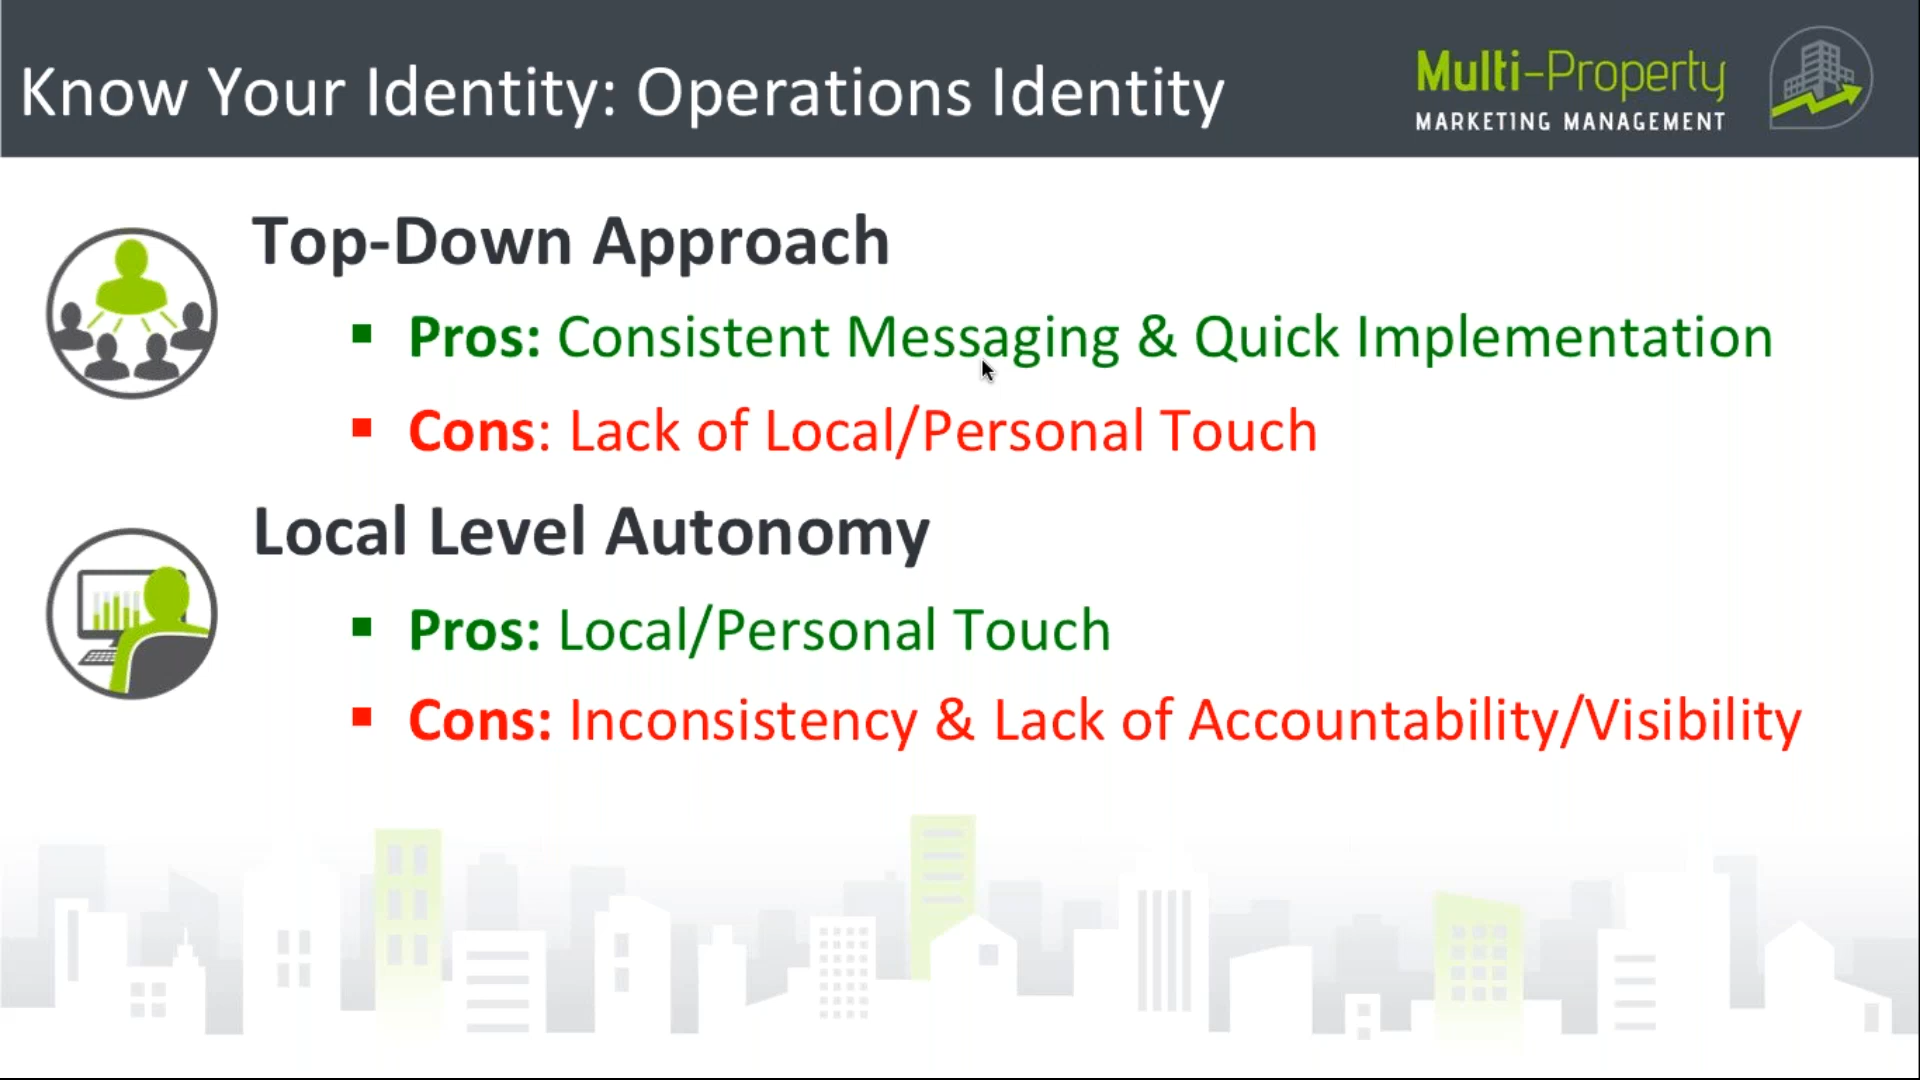 Know Your Identity: Operations Identity
Multi-Property
MARKETING MANAGEMENT
Top-Down Approach
▪ Pros: Consistent Messaging & Quick Implementation
▪ Cons: Lack of Local/Personal Touch
Local Level Autonomy
▪ Pros: Local/Personal Touch
▪ Cons: Inconsistency & Lack of Accountability/Visibility